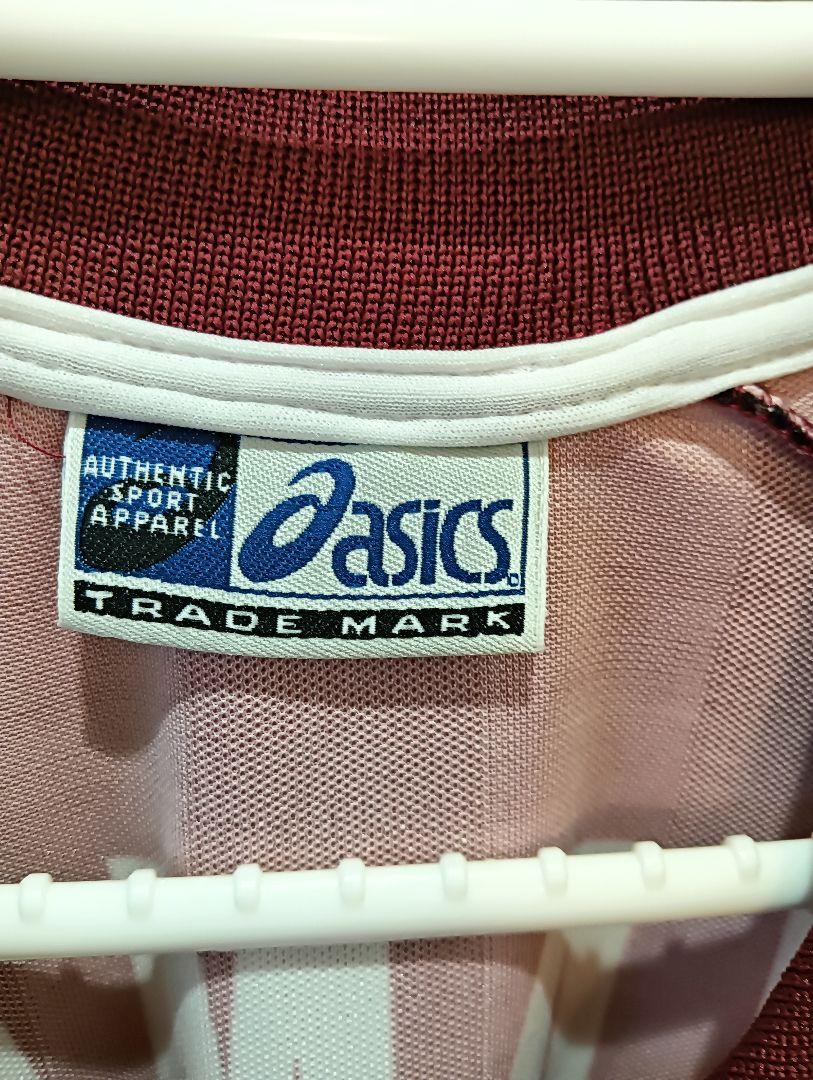 AUTHENTIC
SPORT
APPAREL
asics
TRADE MARK